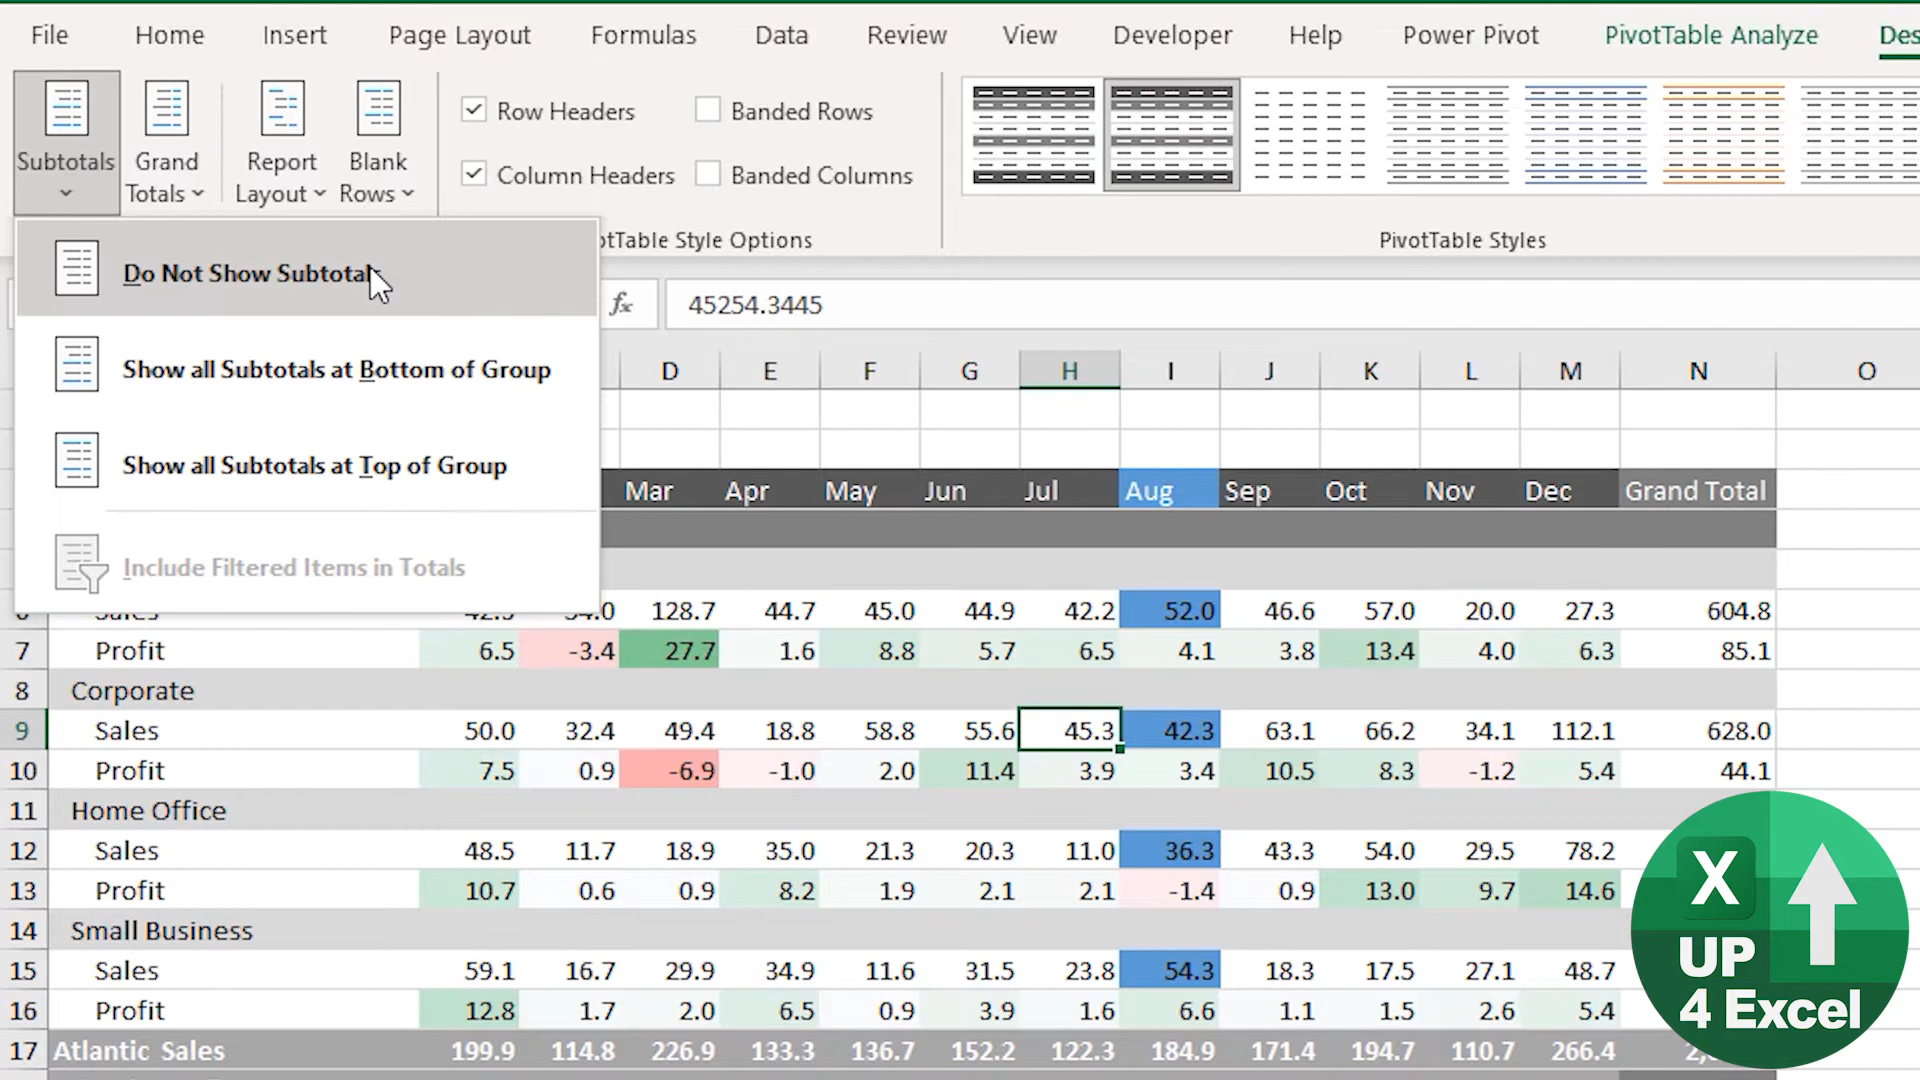 File Home Insert Page Layout Formulas Data Review View Developer Help Power Pivot PivotTable Analyze Des
Subtotals
Grand Totals
Report Layout
Blank Rows
Row Headers
Banded Rows
Column Headers
Banded Columns
PivotTable Styles
Do Not Show Subtotals
Show all Subtotals at Bottom of Group
Show all Subtotals at Top of Group
Include Filtered Items in Totals
otTable Style Options
fx 45254.3445
D E F G H I J K L M N O
Mar Apr May Jun Jul Aug Sep Oct Nov Dec Grand Total
Sales 128.7 44.7 45.0 44.9 42.2 52.0 46.6 57.0 20.0 27.3 604.8
7 Profit 6.5 -3.4 27.7 1.6 8.8 5.7 6.5 4.1 3.8 13.4 4.0 6.3 85.1
8 Corporate
9 Sales 50.0 32.4 49.4 18.8 58.8 55.6 45.3 42.3 63.1 66.2 34.1 112.1 628.0
10 Profit 7.5 0.9 -6.9 -1.0 2.0 11.4 3.9 3.4 10.5 8.3 -1.2 5.4 44.1
11 Home Office
12 Sales 48.5 11.7 18.9 35.0 21.3 20.3 11.0 36.3 43.3 54.0 29.5 78.2
13 Profit 10.7 0.6 0.9 8.2 1.9 2.1 2.1 -1.4 0.9 13.0 9.7 14.6
14 Small Business
15 Sales 59.1 16.7 29.9 34.9 11.6 31.5 23.8 54.3 18.3 17.5 27.1 48.7
16 Profit 12.8 1.7 2.0 6.5 0.9 3.9 1.6 6.6 1.1 1.5 2.6 5.4
17 Atlantic Sales 199.9 114.8 226.9 133.3 136.7 152.2 122.3 184.9 171.4 194.7 110.7 266.4
X
UP
4 Excel